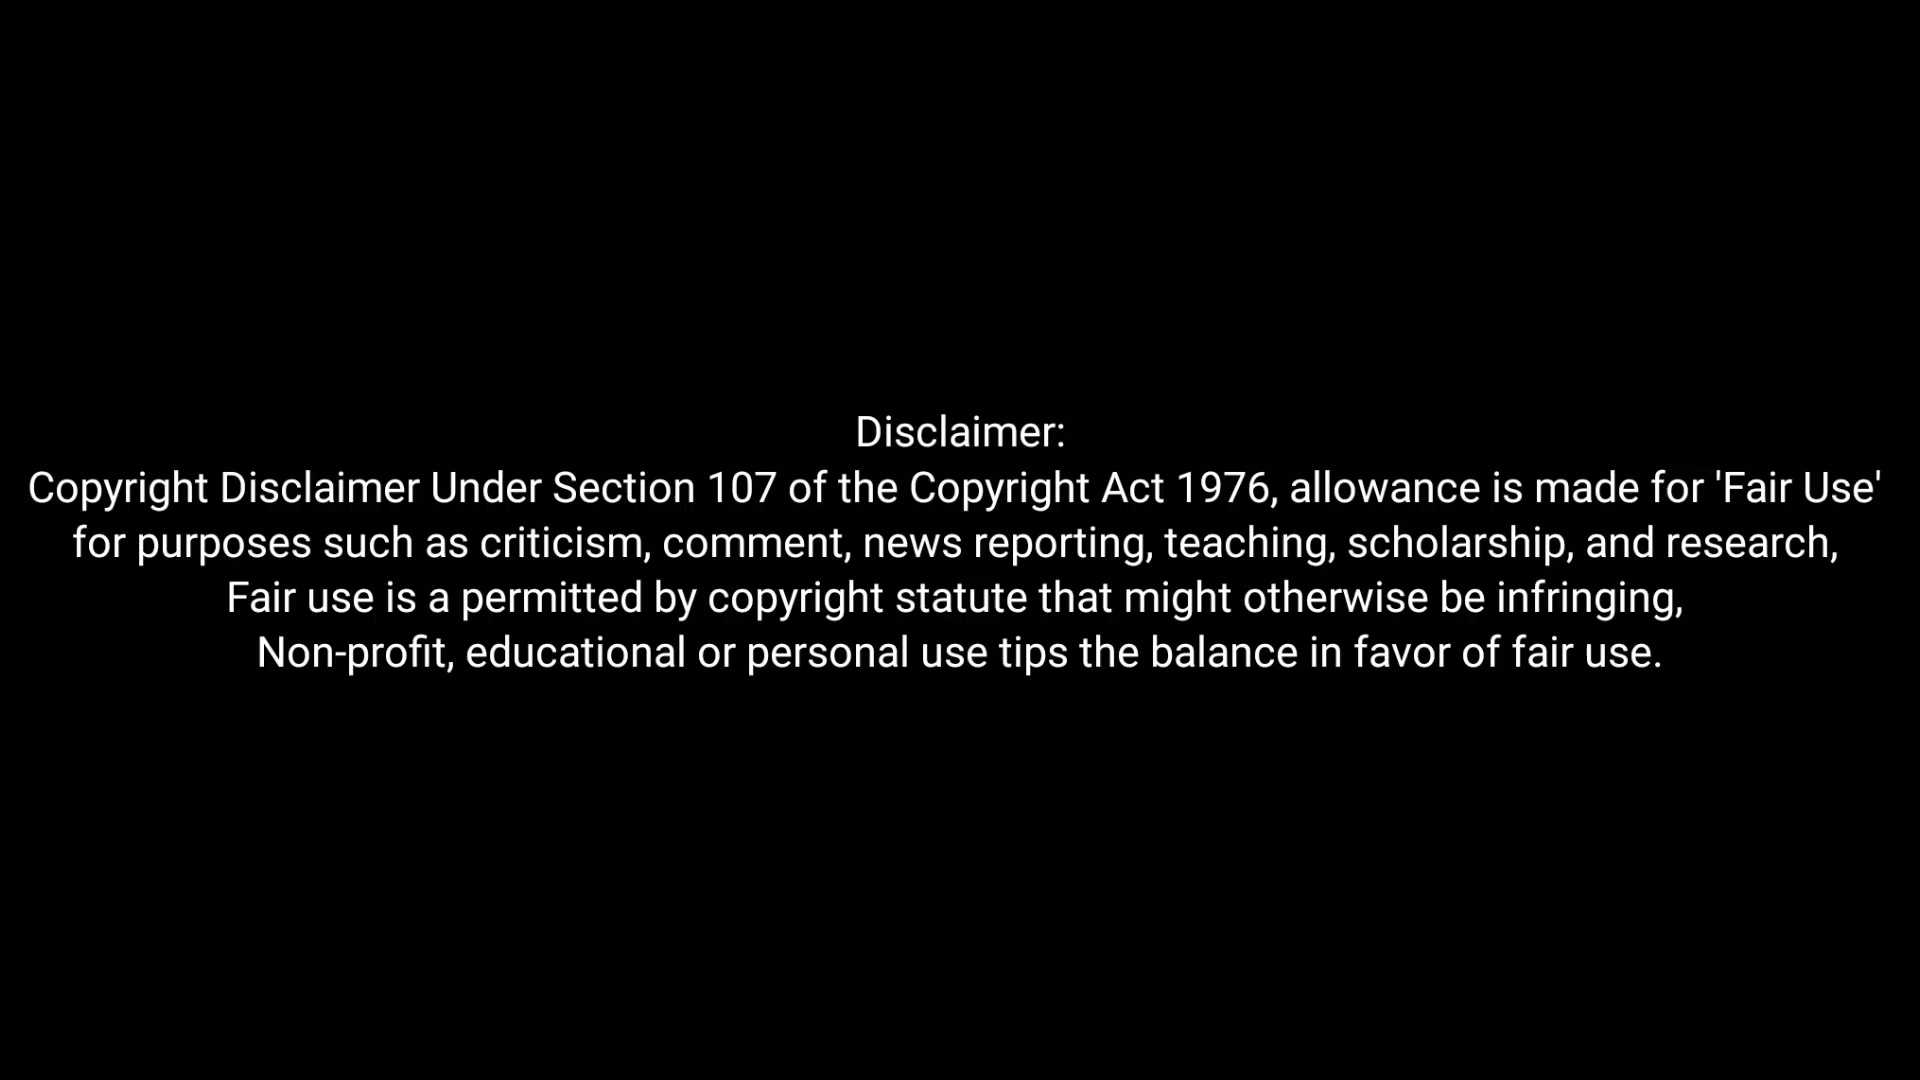 Disclaimer:
Copyright Disclaimer Under Section 107 of the Copyright Act 1976, allowance is made for 'Fair Use'
for purposes such as criticism, comment, news reporting, teaching, scholarship, and research,
Fair use is a permitted by copyright statute that might otherwise be infringing,
Non-profit, educational or personal use tips the balance in favor of fair use.